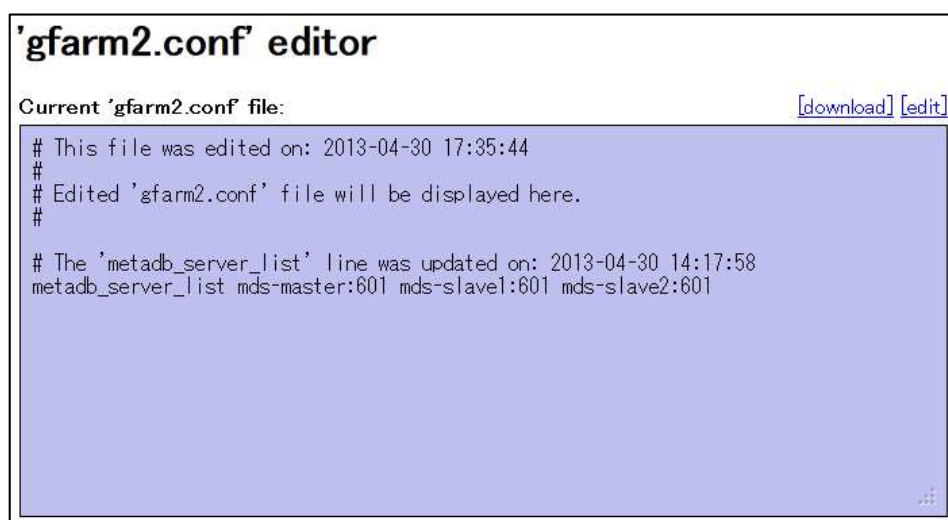 'gfarm2.conf' editor
Current 'gfarm2.conf' file: [download] [edit]
# This file was edited on: 2013-04-30 17:35:44
#
# Edited 'gfarm2.conf' file will be displayed here.
#
# The 'metadb_server_list' line was updated on: 2013-04-30 14:17:58
metadb_server_list mds-master:601 mds-slave1:601 mds-slave2:601